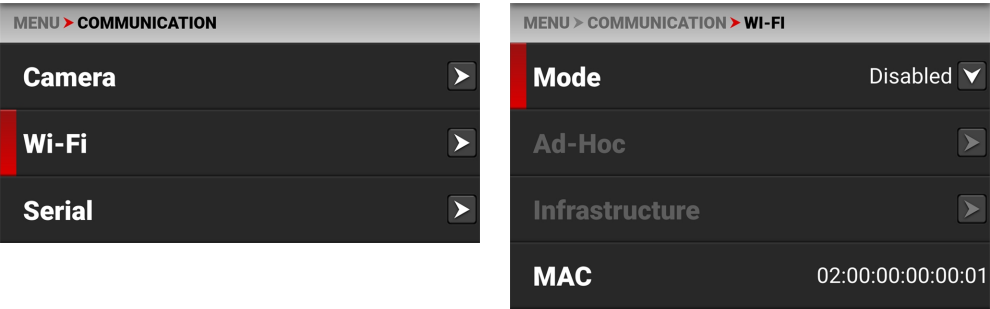 MENU > COMMUNICATION
Camera
Wi-Fi
Serial
MENU > COMMUNICATION > WI-FI
Mode Disabled
Ad-Hoc
Infrastructure
MAC 02:00:00:00:00:01